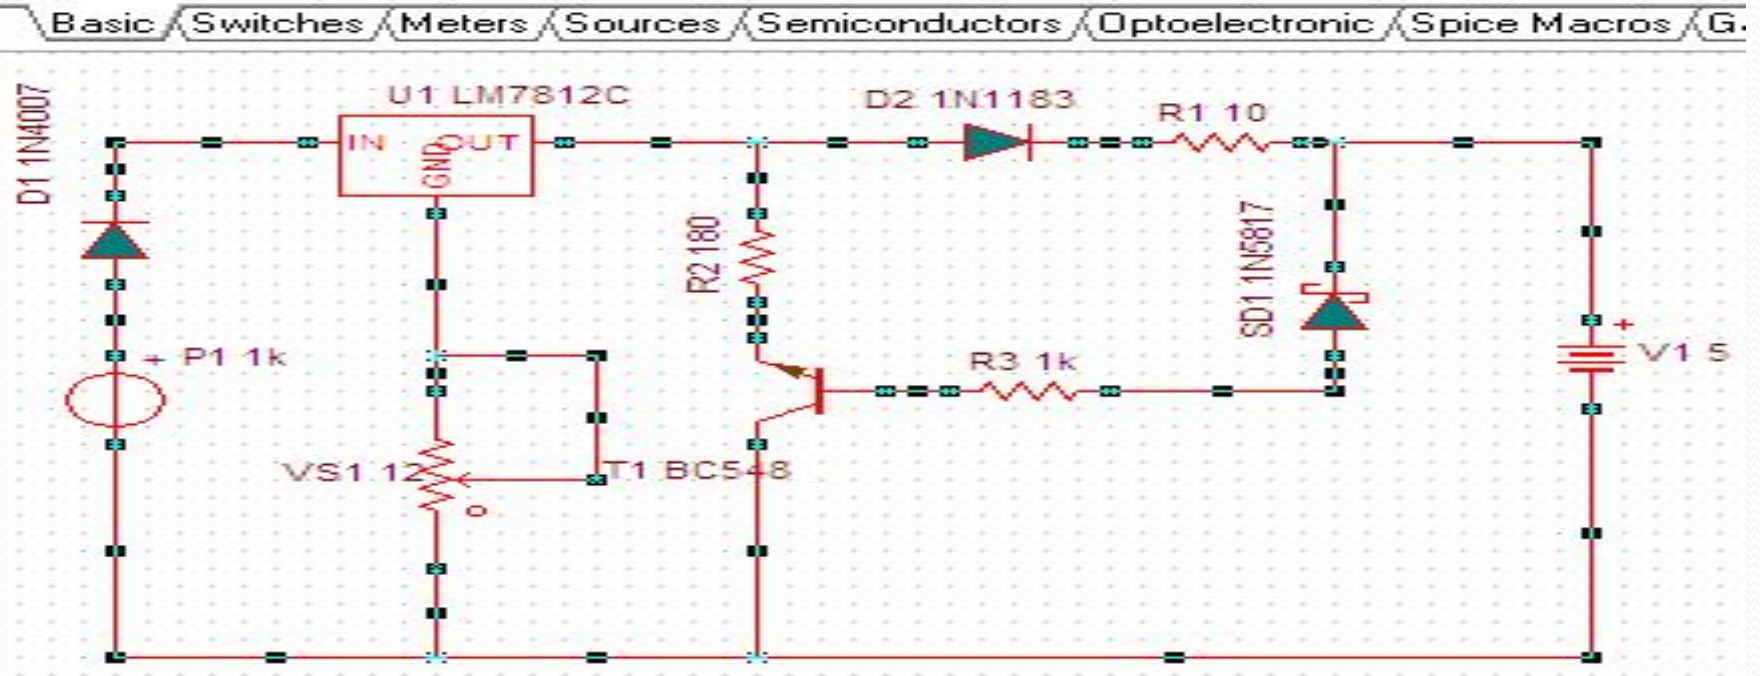 Basic Switches Meters Sources Semiconductors Optoelectronic Spice Macros G
D1 1N4007
U1 LM7812C
D2 1N1183
R1 10
IN OUT
GND
R2 180
SD1 1N5817
+ P1 1k
R3 1k
+
V1 5
VS1 12
T1 BC548